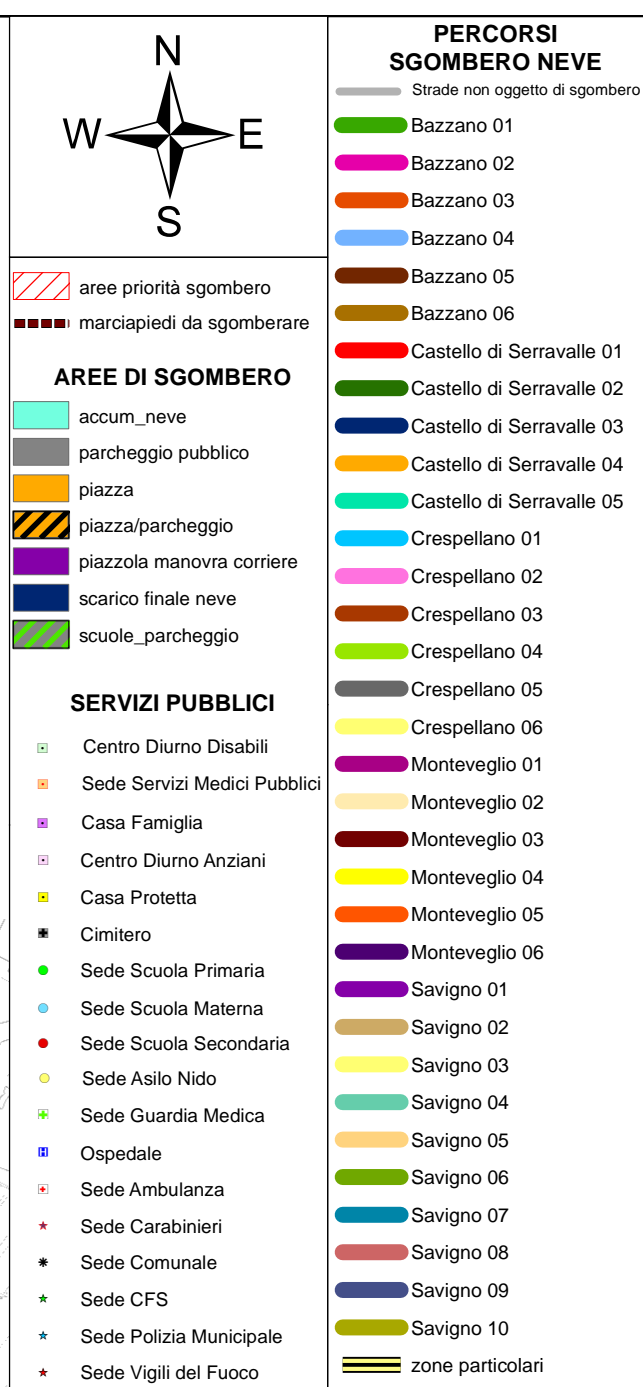 N
W E
S
aree priorità sgombero
marciapiedi da sgomberare
AREE DI SGOMBERO
accum_neve
parcheggio pubblico
piazza
piazza/parcheggio
piazzola manovra corriere
scarico finale neve
scuole_parcheggio
SERVIZI PUBBLICI
Centro Diurno Disabili
Sede Servizi Medici Pubblici
Casa Famiglia
Centro Diurno Anziani
Casa Protetta
Cimitero
Sede Scuola Primaria
Sede Scuola Materna
Sede Scuola Secondaria
Sede Asilo Nido
Sede Guardia Medica
H Ospedale
Sede Ambulanza
Sede Carabinieri
Sede Comunale
Sede CFS
Sede Polizia Municipale
Sede Vigili del Fuoco
PERCORSI
SGOMBERO NEVE
Strade non oggetto di sgombero
Bazzano 01
Bazzano 02
Bazzano 03
Bazzano 04
Bazzano 05
Bazzano 06
Castello di Serravalle 01
Castello di Serravalle 02
Castello di Serravalle 03
Castello di Serravalle 04
Castello di Serravalle 05
Crespellano 01
Crespellano 02
Crespellano 03
Crespellano 04
Crespellano 05
Crespellano 06
Monteveglio 01
Monteveglio 02
Monteveglio 03
Monteveglio 04
Monteveglio 05
Monteveglio 06
Savigno 01
Savigno 02
Savigno 03
Savigno 04
Savigno 05
Savigno 06
Savigno 07
Savigno 08
Savigno 09
Savigno 10
zone particolari